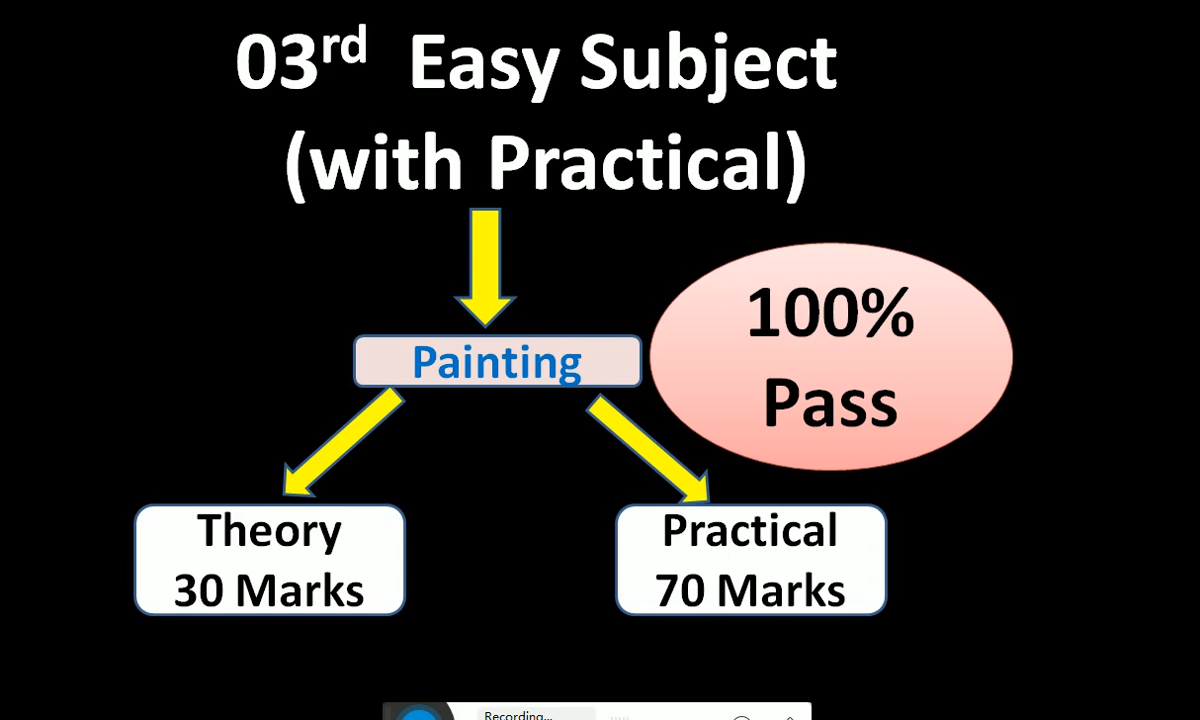 03rd Easy Subject
(with Practical)
Painting
100%
Pass
Theory
30 Marks
Practical
70 Marks
Recording...